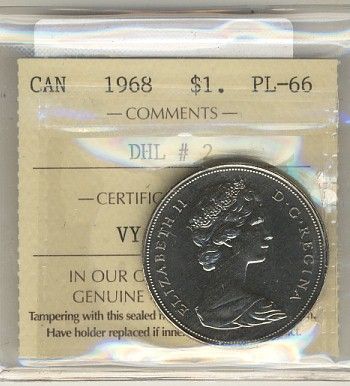 CAN 1968 $1. PL-66
— COMMENTS —
DHL # 2
— CERTIFIC
VY
IN OUR
GENUINE
Tampering with this sealed
Have holder replaced if inne
ELIZABETH II D·G·REGINA